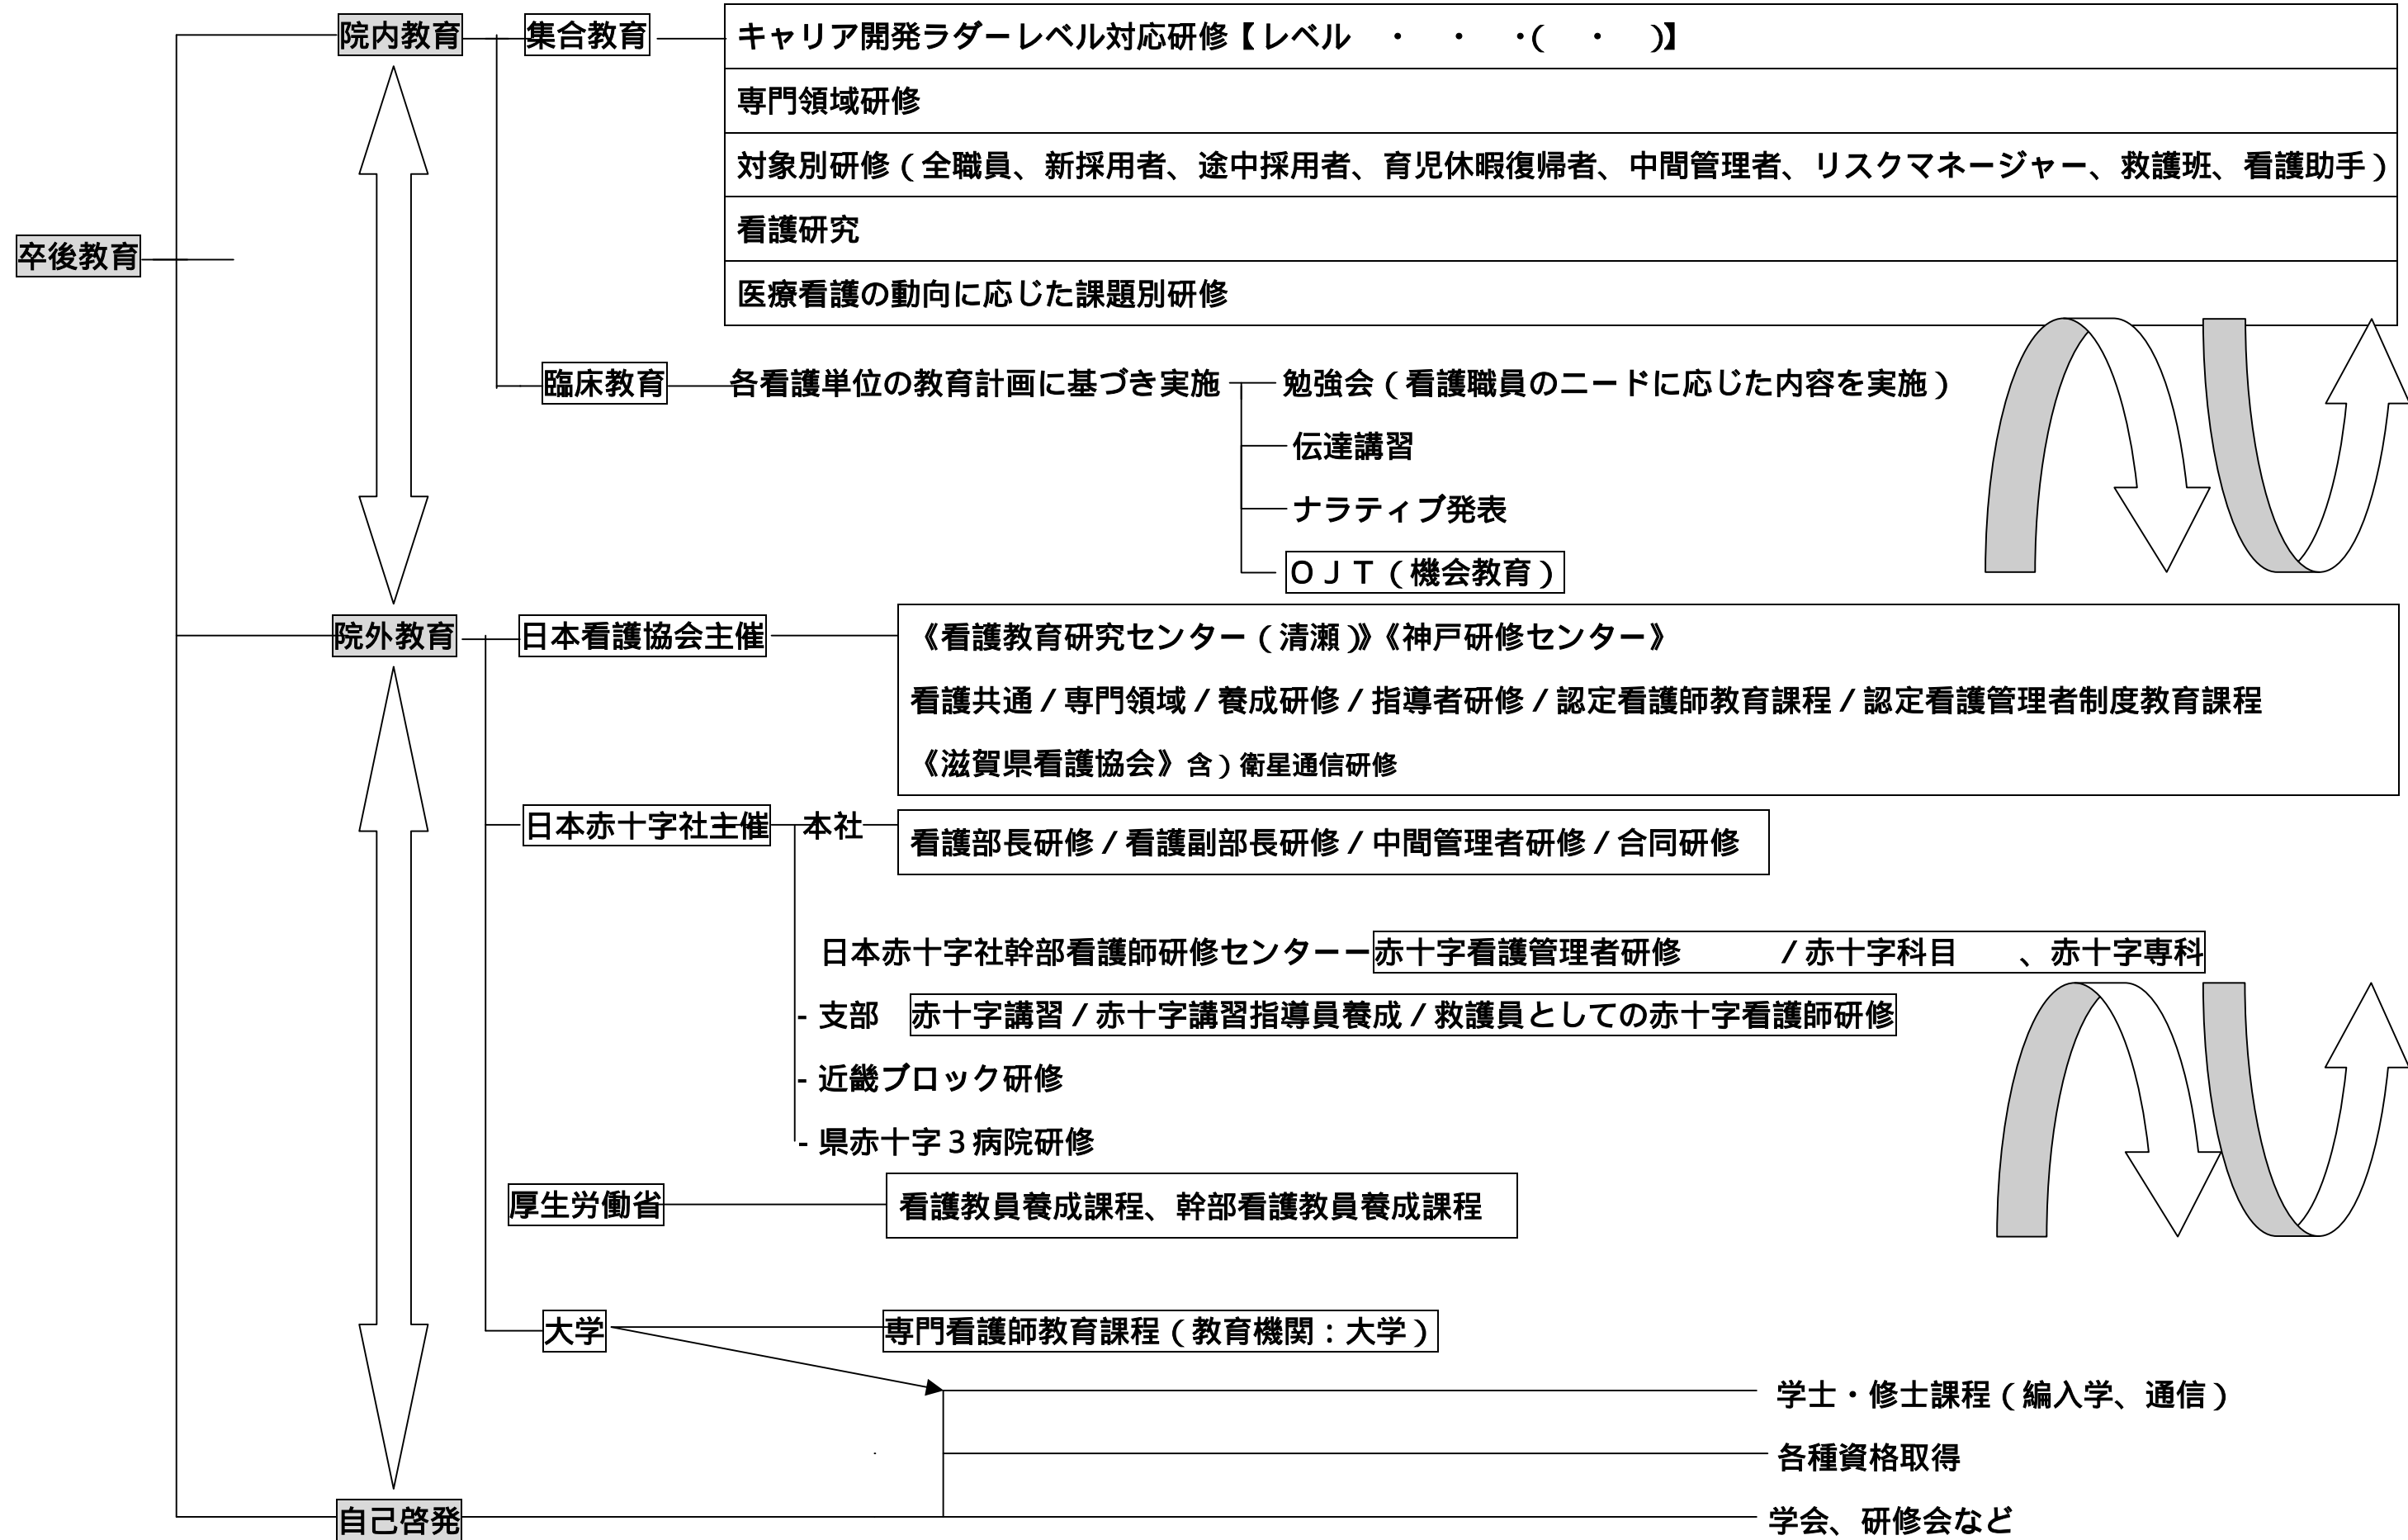 院内教育 集合教育 キャリア開発ラダーレベル対応研修【レベル　・　・　・(　・　)】
専門領域研修
対象別研修（全職員、新採用者、途中採用者、育児休暇復帰者、中間管理者、リスクマネージャー、救護班、看護助手）
看護研究
卒後教育
医療看護の動向に応じた課題別研修
臨床教育 各看護単位の教育計画に基づき実施 勉強会（看護職員のニードに応じた内容を実施）
伝達講習
ナラティブ発表
ＯＪＴ（機会教育）
院外教育 日本看護協会主催 《看護教育研究センター（清瀬）》《神戸研修センター》
看護共通／専門領域／養成研修／指導者研修／認定看護師教育課程／認定看護管理者制度教育課程
《滋賀県看護協会》含）衛星通信研修
日本赤十字社主催 本社 看護部長研修／看護副部長研修／中間管理者研修／合同研修
日本赤十字社幹部看護師研修センターー赤十字看護管理者研修　　　／赤十字科目　　、赤十字専科
- 支部 赤十字講習／赤十字講習指導員養成／救護員としての赤十字看護師研修
- 近畿ブロック研修
- 県赤十字３病院研修
厚生労働省 看護教員養成課程、幹部看護教員養成課程
大学 専門看護師教育課程（教育機関：大学）
学士・修士課程（編入学、通信）
各種資格取得
自己啓発 学会、研修会など